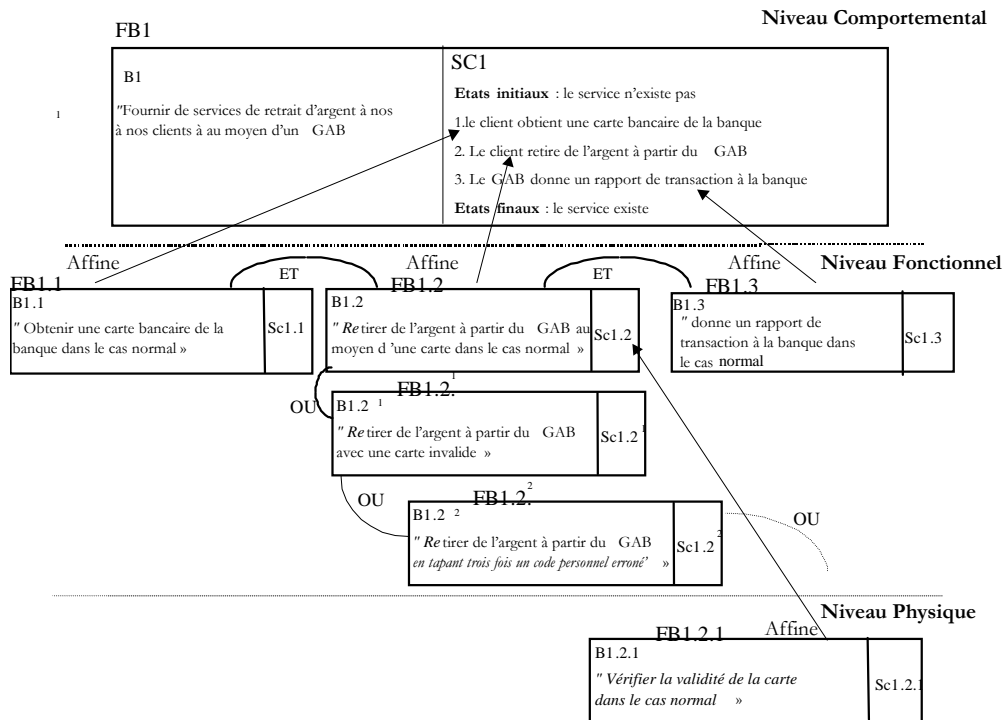 Niveau Comportemental
FB1
B1
"Fournir de services de retrait d'argent à nos
à nos clients à au moyen d'un GAB
1
SC1
Etats initiaux : le service n'existe pas
1.le client obtient une carte bancaire de la banque
2. Le client retire de l'argent à partir du GAB
3. Le GAB donne un rapport de transaction à la banque
Etats finaux : le service existe
Affine
ET
Affine
ET
Affine
Niveau Fonctionnel
FB1.1
B1.1
" Obtenir une carte bancaire de la
banque dans le cas normal »
Sc1.1
FB1.2
B1.2
" Retirer de l'argent à partir du GAB au
moyen d 'une carte dans le cas normal »
Sc1.2
FB1.3
B1.3
" donne un rapport de
transaction à la banque dans
le cas normal
Sc1.3
OU
FB1.2.1
B1.2 1
" Retirer de l'argent à partir du GAB
avec une carte invalide »
Sc1.2 1
OU
FB1.2.2
B1.2 2
" Retirer de l'argent à partir du GAB
en tapant trois fois un code personnel erroné' »
Sc1.2 2
OU
Niveau Physique
FB1.2.1
Affine
B1.2.1
" Vérifier la validité de la carte
dans le cas normal »
Sc1.2.1